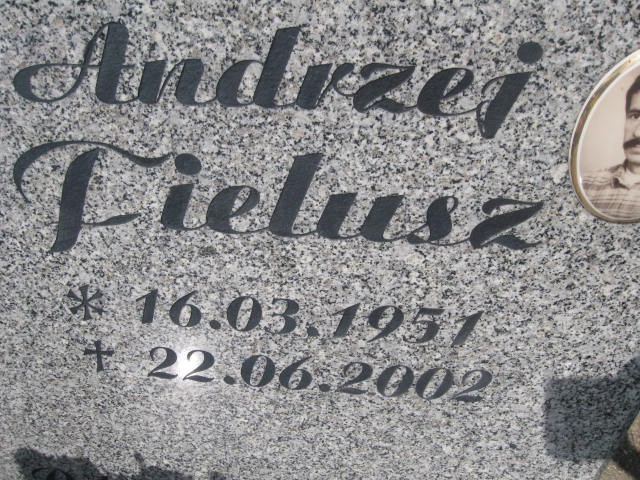 Andrzej
Fielusz
* 16.03.1951
† 22.06.2002